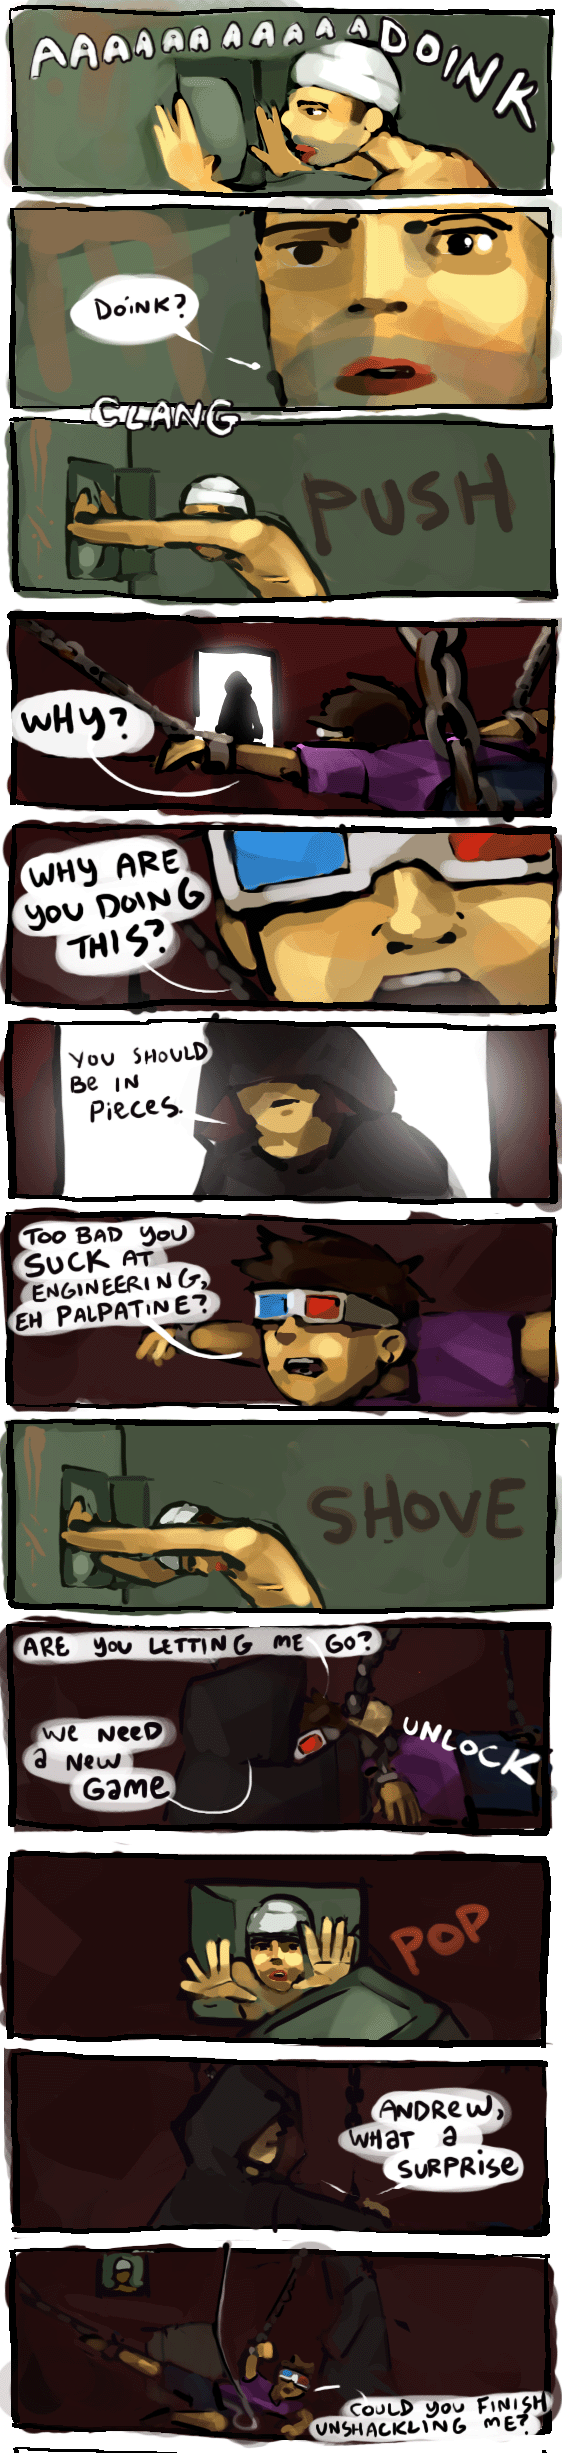 AAAAAAAAAAADOINK
DOINK?
CLANG
PUSH
WHY?
WHY ARE
YOU DOING
THIS?
YOU SHOULD
BE IN
PIECES.
TOO BAD YOU
SUCK AT
ENGINEERING,
EH PALPATINE?
SHOVE
ARE YOU LETTING ME GO?
WE NEED
a NEW
GaME
UNLOCK
POP
ANDREW,
WHAT a
SURPRISE
COULD YOU FINISH
UNSHACKLING ME?